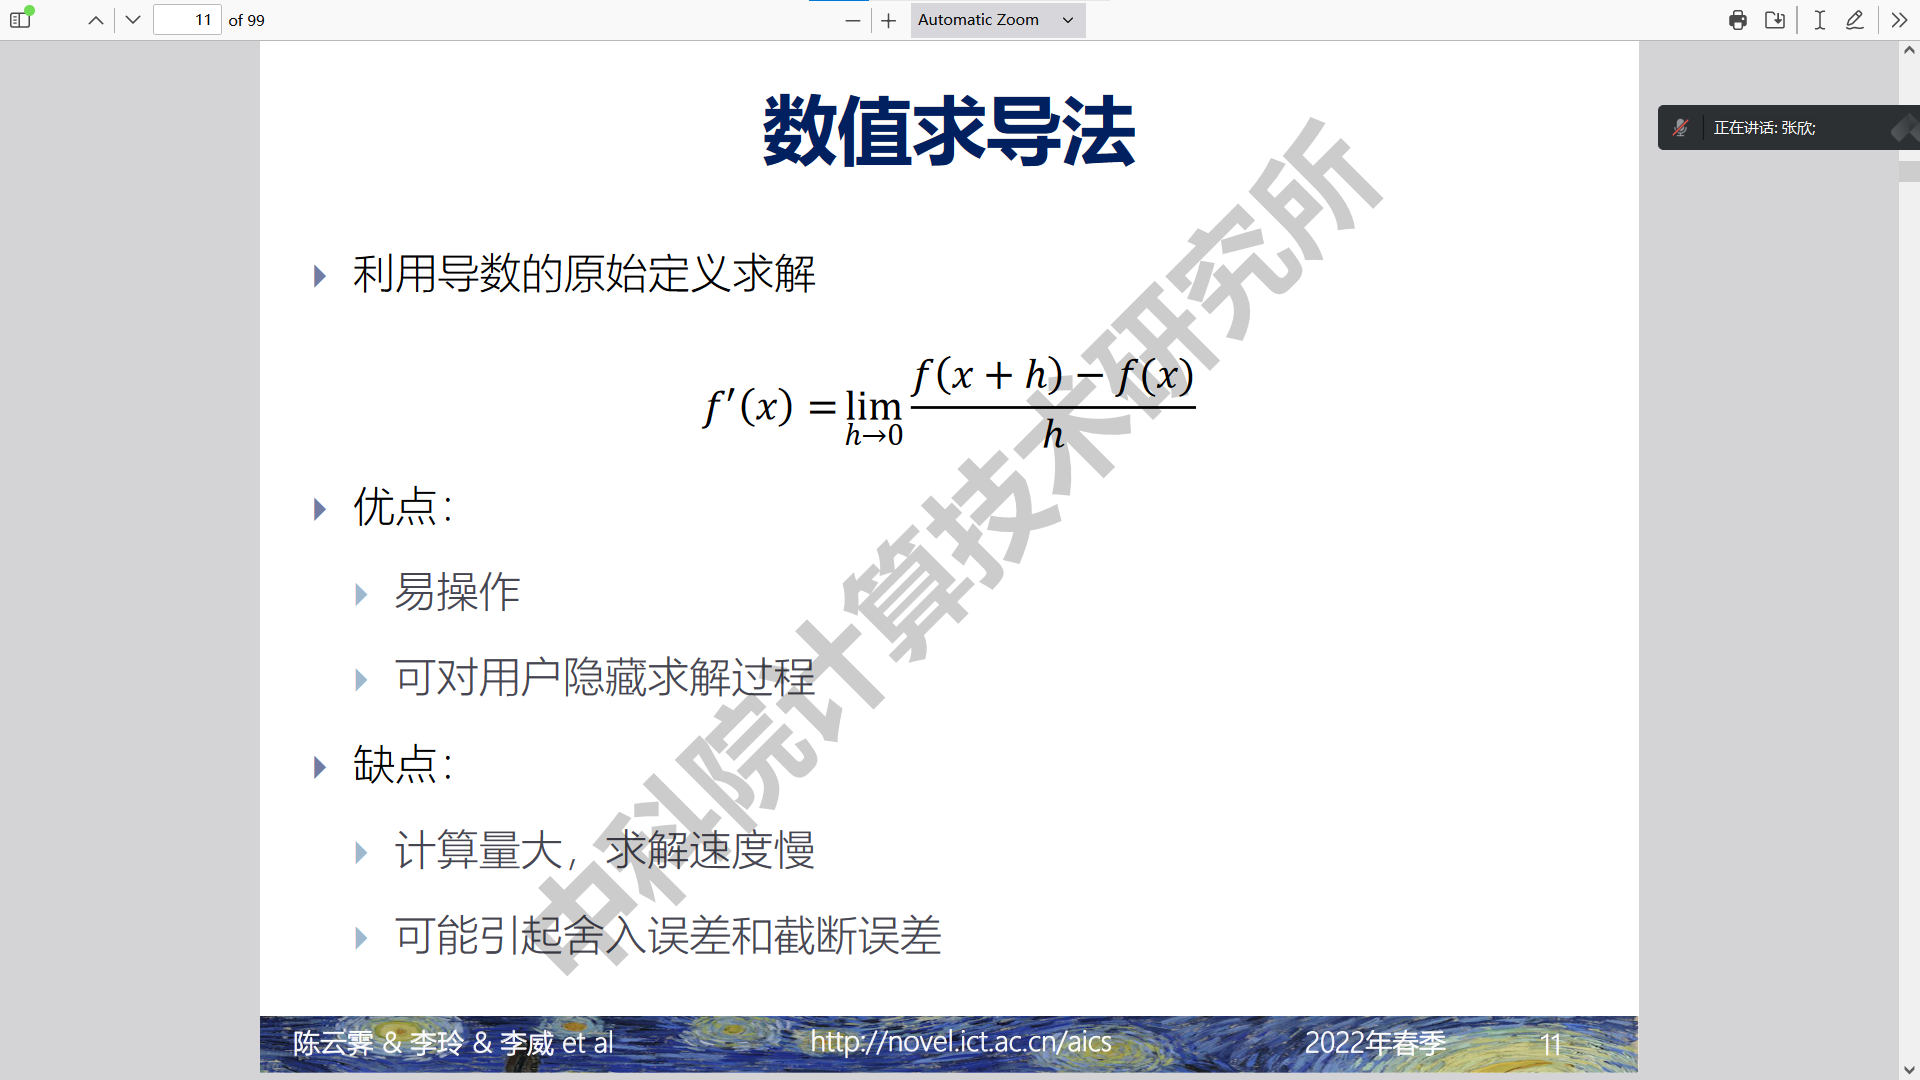 11 of 99
Automatic Zoom
正在讲话: 张欣;
数值求导法
利用导数的原始定义求解
f′(x) = lim h→0 f(x + h) − f(x) / h
优点：
易操作
可对用户隐藏求解过程
缺点：
计算量大，求解速度慢
可能引起舍入误差和截断误差
中科院计算技术研究所
陈云霁 & 李玲 & 李威 et al
http://novel.ict.ac.cn/aics
2022年春季
11